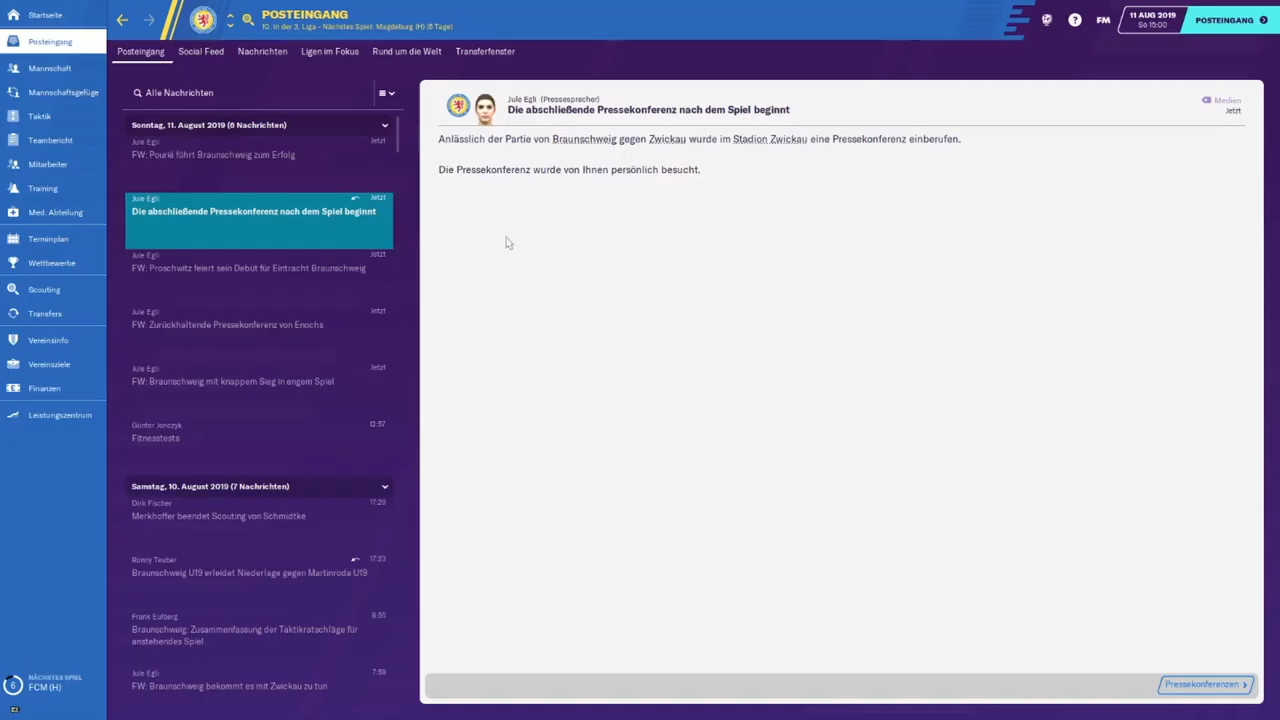 Startseite
Posteingang
Mannschaft
Mannschaftsgefüge
Taktik
Teambericht
Mitarbeiter
Training
Med. Abteilung
Terminplan
Wettbewerbe
Scouting
Transfers
Vereinsinfo
Vereinsziele
Finanzen
Leistungszentrum
6
NÄCHSTES SPIEL
FCM (H)
POSTEINGANG
10. in der 3. Liga - Nächstes Spiel: Magdeburg (H) (6 Tage)
?
FM
11 AUG 2019
So 15:00
POSTEINGANG
Posteingang Social Feed Nachrichten Ligen im Fokus Rund um die Welt Transferfenster
Alle Nachrichten
Sonntag, 11. August 2019 (6 Nachrichten)
Jule Egli Jetzt
FW: Pourié führt Braunschweig zum Erfolg
Jule Egli Jetzt
Die abschließende Pressekonferenz nach dem Spiel beginnt
Jule Egli Jetzt
FW: Proschwitz feiert sein Debüt für Eintracht Braunschweig
Jule Egli Jetzt
FW: Zurückhaltende Pressekonferenz von Enochs
Jule Egli Jetzt
FW: Braunschweig mit knappem Sieg in engem Spiel
Günter Jonczyk 12:57
Fitnesstests
Samstag, 10. August 2019 (7 Nachrichten)
Dirk Fischer 17:29
Merkhoffer beendet Scouting von Schmidtke
Ronny Teuber 17:23
Braunschweig U19 erleidet Niederlage gegen Martinroda U19
Frank Eulberg 8:55
Braunschweig: Zusammenfassung der Taktikratschläge für
anstehendes Spiel
Jule Egli 7:59
FW: Braunschweig bekommt es mit Zwickau zu tun
Jule Egli (Pressesprecher)
Die abschließende Pressekonferenz nach dem Spiel beginnt
Medien
Jetzt
Anlässlich der Partie von Braunschweig gegen Zwickau wurde im Stadion Zwickau eine Pressekonferenz einberufen.
Die Pressekonferenz wurde von Ihnen persönlich besucht.
Pressekonferenzen